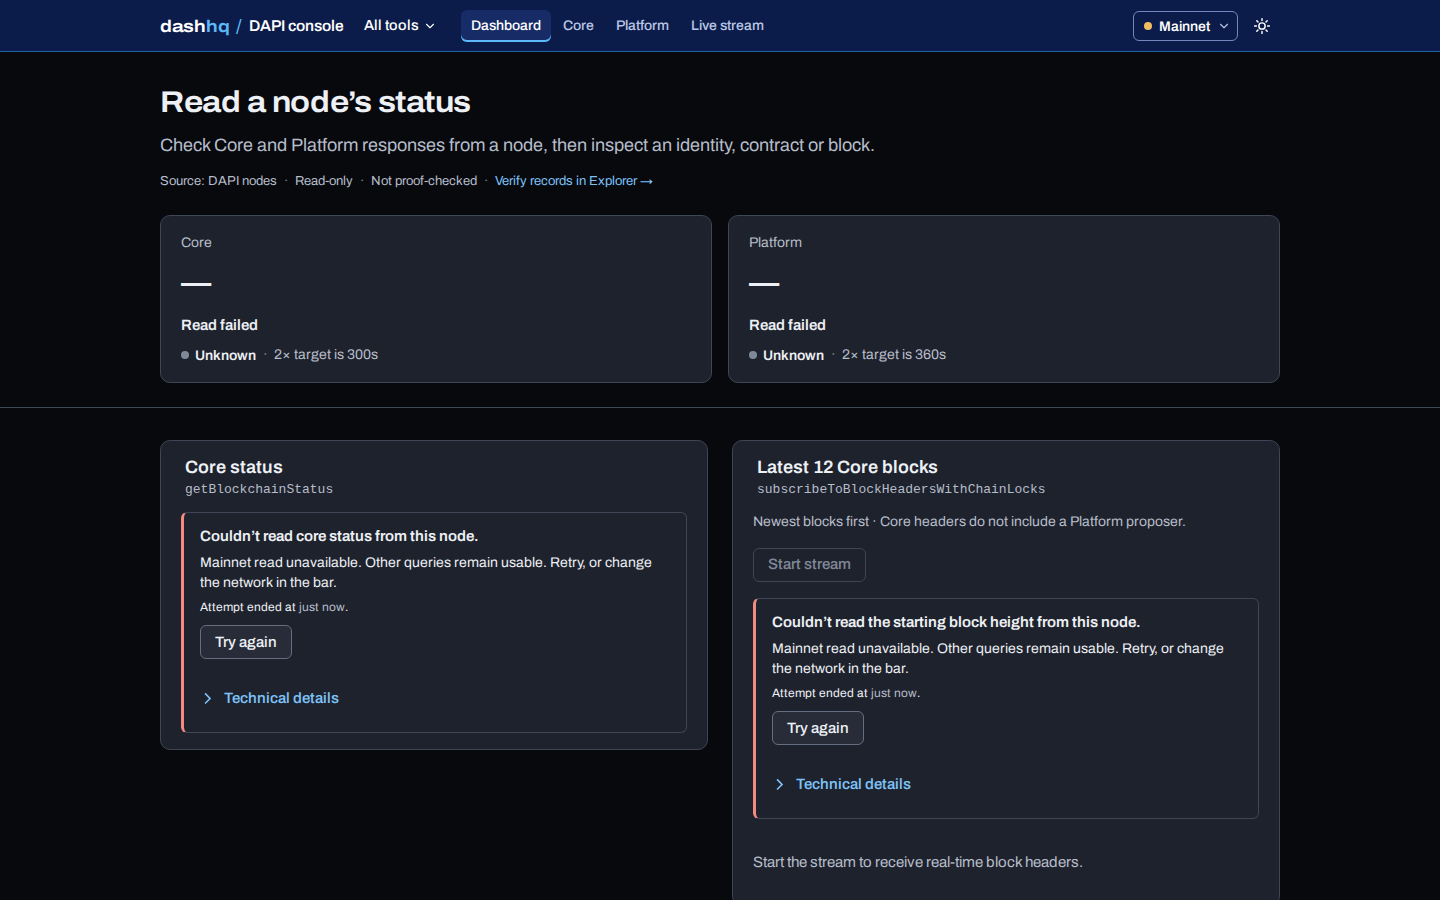 dashhq / DAPI console All tools Dashboard Core Platform Live stream Mainnet
Read a node’s status
Check Core and Platform responses from a node, then inspect an identity, contract or block.
Source: DAPI nodes · Read-only · Not proof-checked · Verify records in Explorer →
Core
—
Read failed
Unknown · 2× target is 300s
Platform
—
Read failed
Unknown · 2× target is 360s
Core status
getBlockchainStatus
Couldn’t read core status from this node.
Mainnet read unavailable. Other queries remain usable. Retry, or change
the network in the bar.
Attempt ended at just now.
Try again
Technical details
Latest 12 Core blocks
subscribeToBlockHeadersWithChainLocks
Newest blocks first · Core headers do not include a Platform proposer.
Start stream
Couldn’t read the starting block height from this node.
Mainnet read unavailable. Other queries remain usable. Retry, or change
the network in the bar.
Attempt ended at just now.
Try again
Technical details
Start the stream to receive real-time block headers.